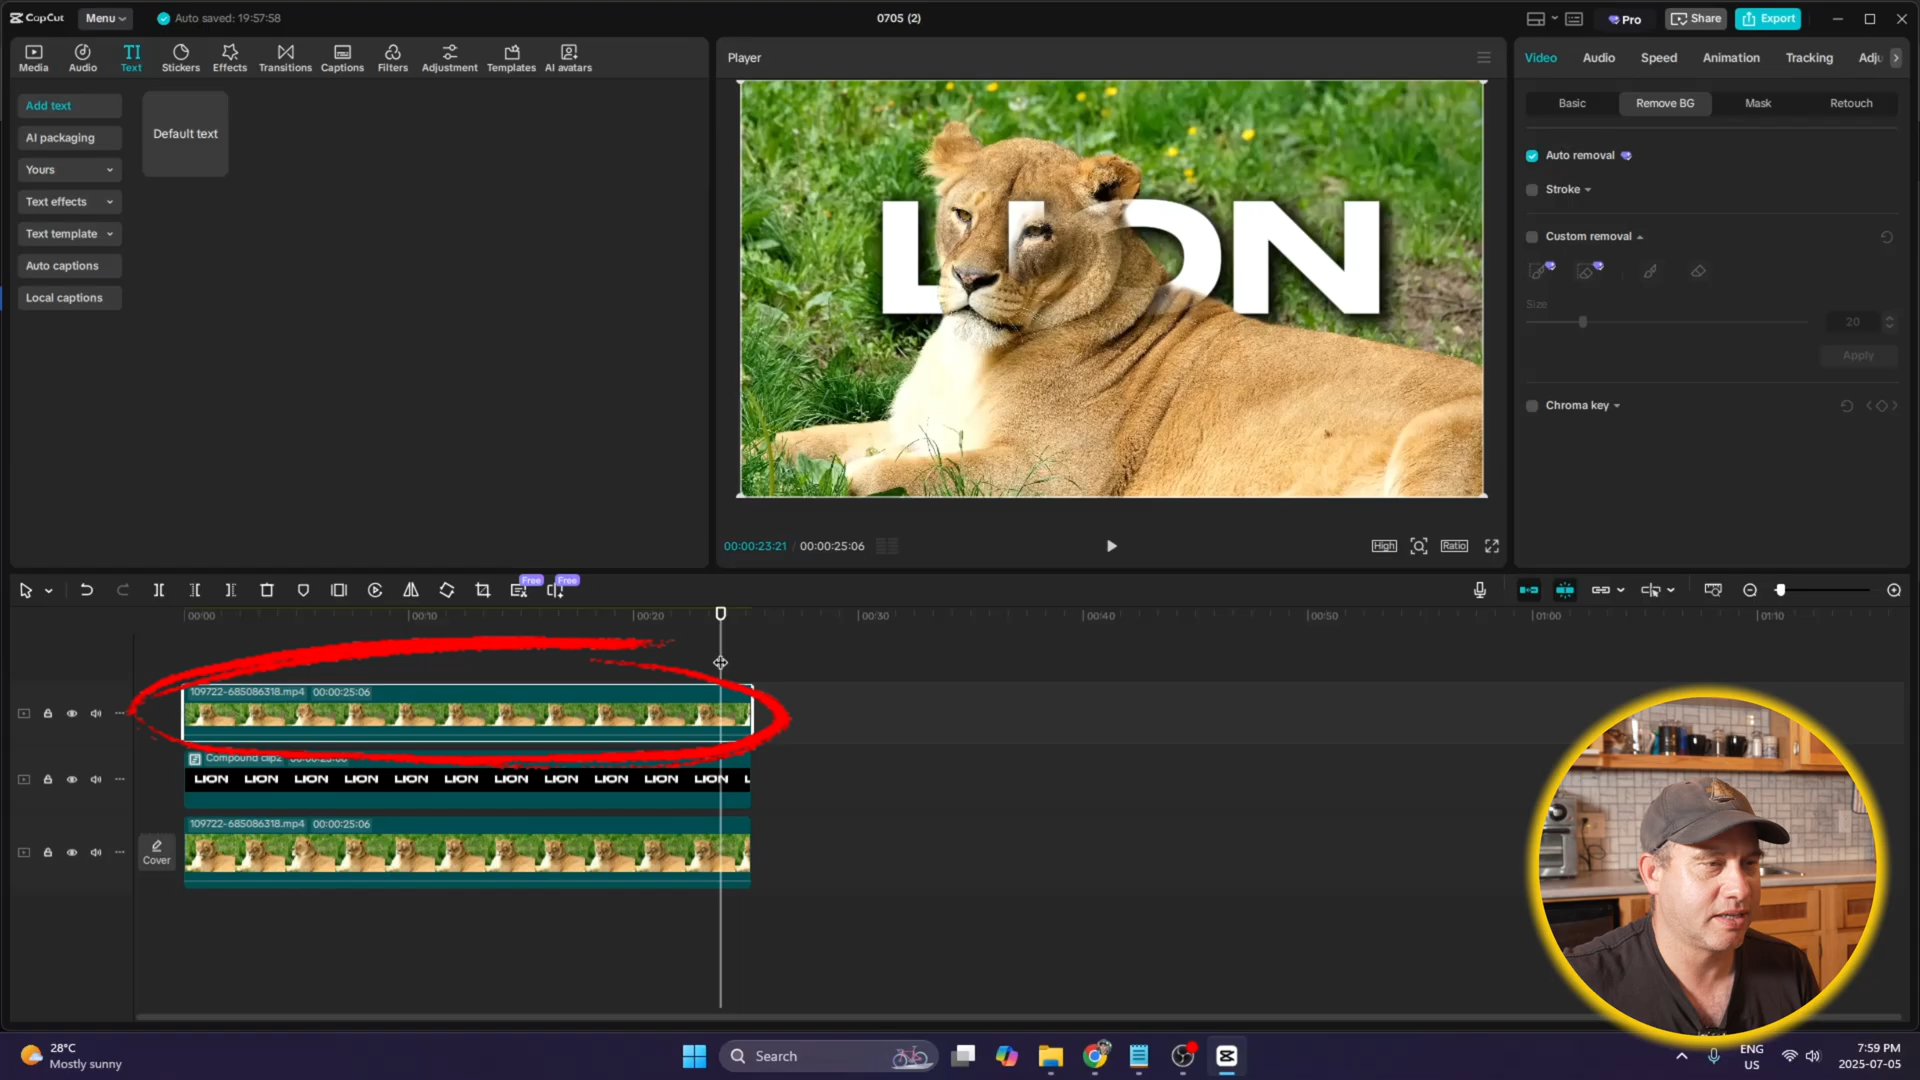 CapCut
Menu
Auto saved: 19:57:58
0705 (2)
Pro
Share
Export
Media
Audio
TI
Text
Stickers
Effects
Transitions
Captions
Filters
Adjustment
Templates
AI avatars
Add text
AI packaging
Yours
Text effects
Text template
Auto captions
Local captions
Default text
Player
LION
00:00:23:21 / 00:00:25:06
High
Ratio
Video
Audio
Speed
Animation
Tracking
Adju
Basic
Remove BG
Mask
Retouch
Auto removal
Stroke
Custom removal
Size
20
Apply
Chroma key
Free
Free
00:00
00:10
00:20
00:30
00:40
00:50
01:00
01:10
109722-685086318.mp4 00:00:25:06
Compound clip2
LION LION LION LION LION LION LION LION LION LION LION L
109722-685086318.mp4 00:00:25:06
Cover
28°C
Mostly sunny
Search
ENG
US
7:59 PM
2025-07-05